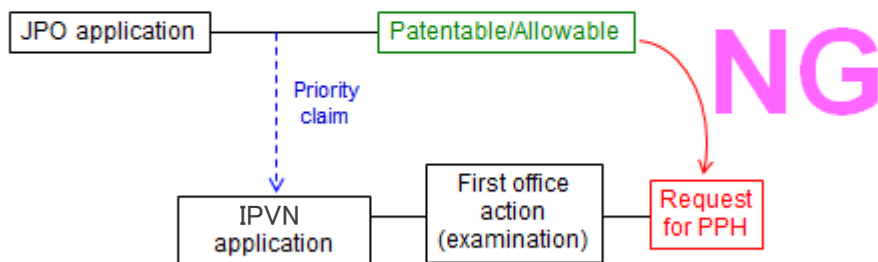 JPO application
Patentable/Allowable
NG
Priority
claim
IPVN
application
First office
action
(examination)
Request
for PPH